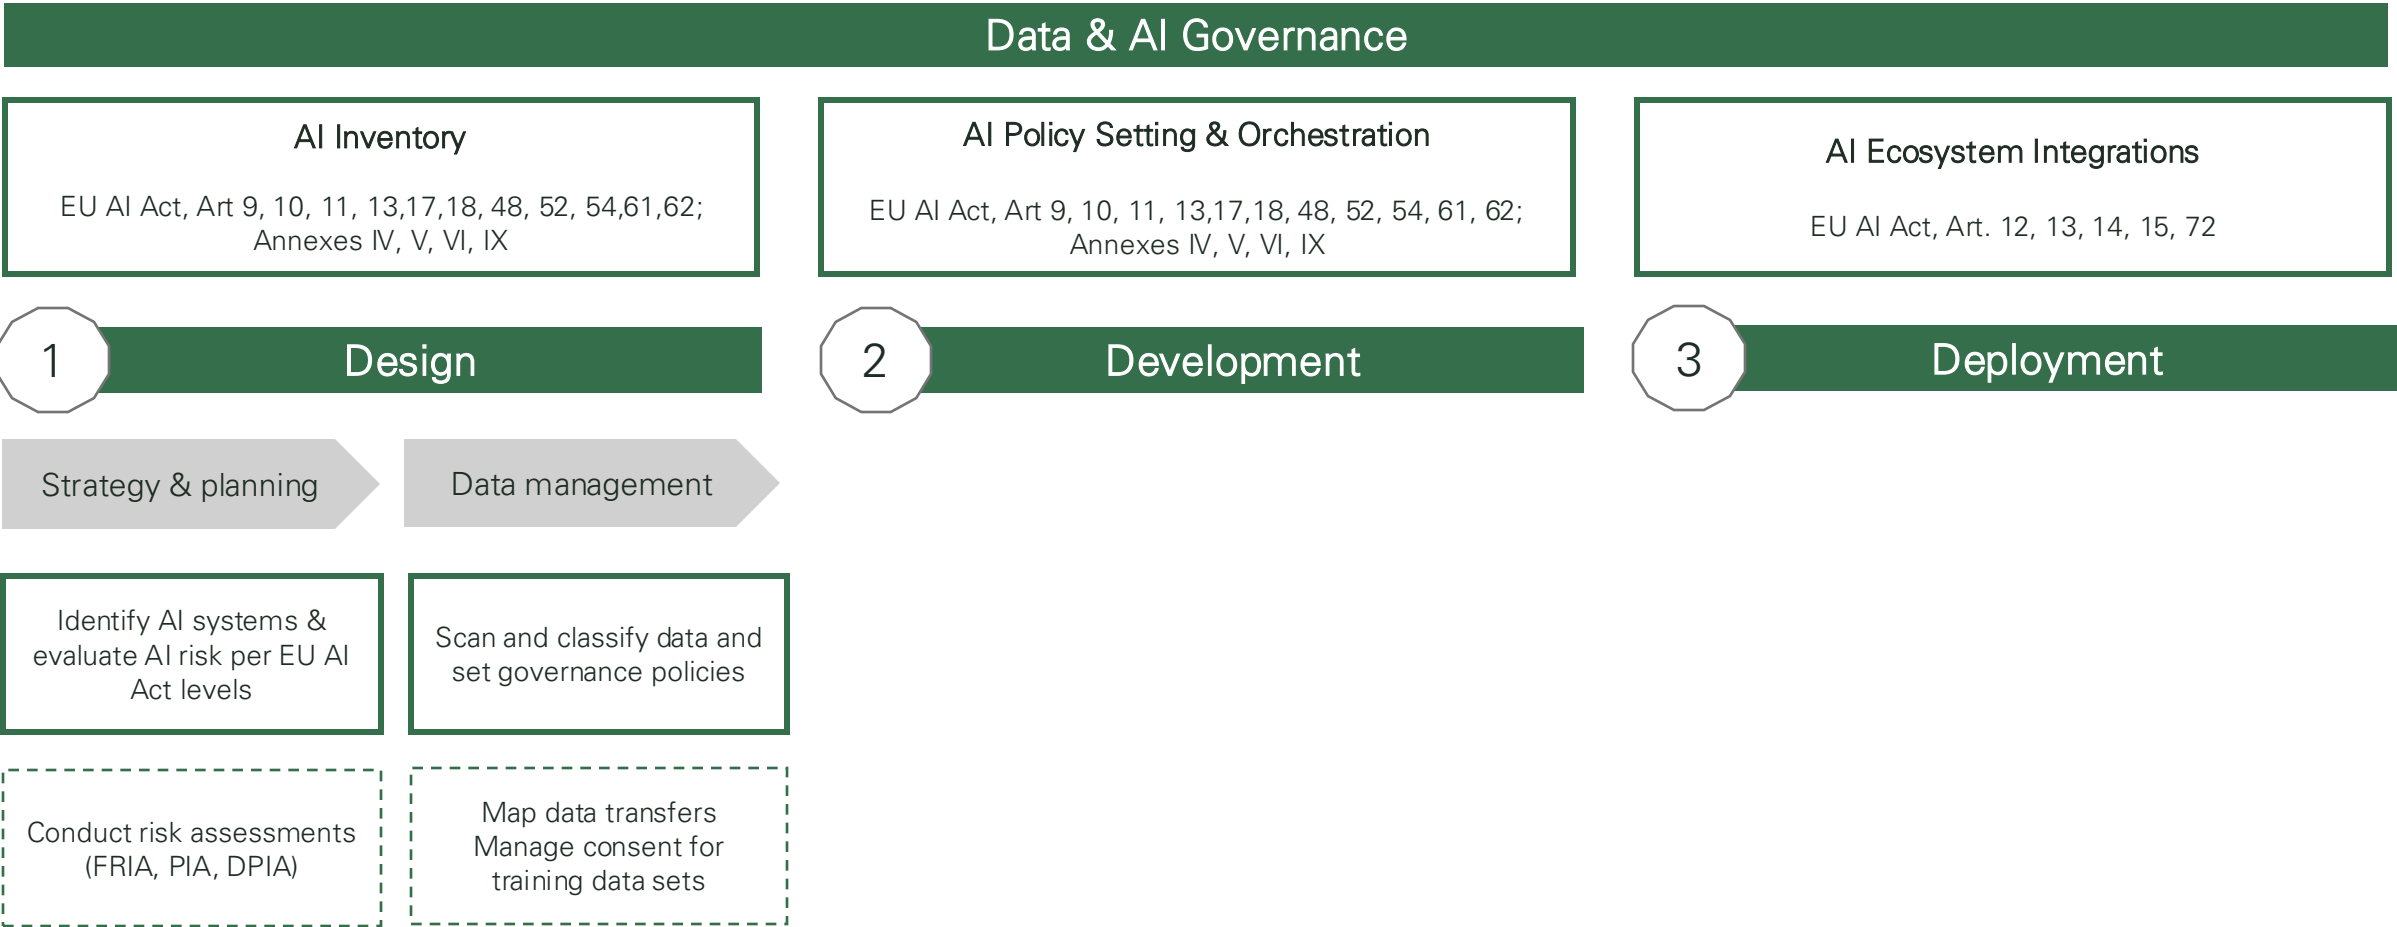 Data & AI Governance
AI Inventory
EU AI Act, Art 9, 10, 11, 13,17,18, 48, 52, 54,61,62;
Annexes IV, V, VI, IX
AI Policy Setting & Orchestration
EU AI Act, Art 9, 10, 11, 13,17,18, 48, 52, 54, 61, 62;
Annexes IV, V, VI, IX
AI Ecosystem Integrations
EU AI Act, Art. 12, 13, 14, 15, 72
1
Design
2
Development
3
Deployment
Strategy & planning
Data management
Identify AI systems &
evaluate AI risk per EU AI
Act levels
Scan and classify data and
set governance policies
Conduct risk assessments
(FRIA, PIA, DPIA)
Map data transfers
Manage consent for
training data sets